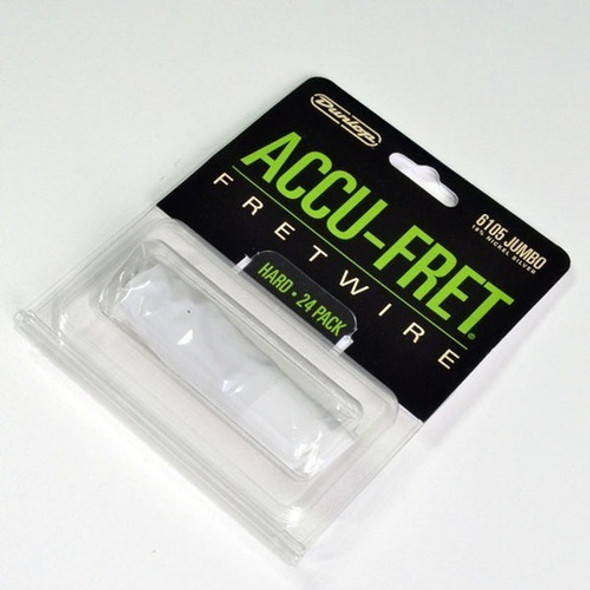 Dunlop
ACCU-FRET®
FRETWIRE
6105 JUMBO
18% NICKEL SILVER
HARD • 24 PACK